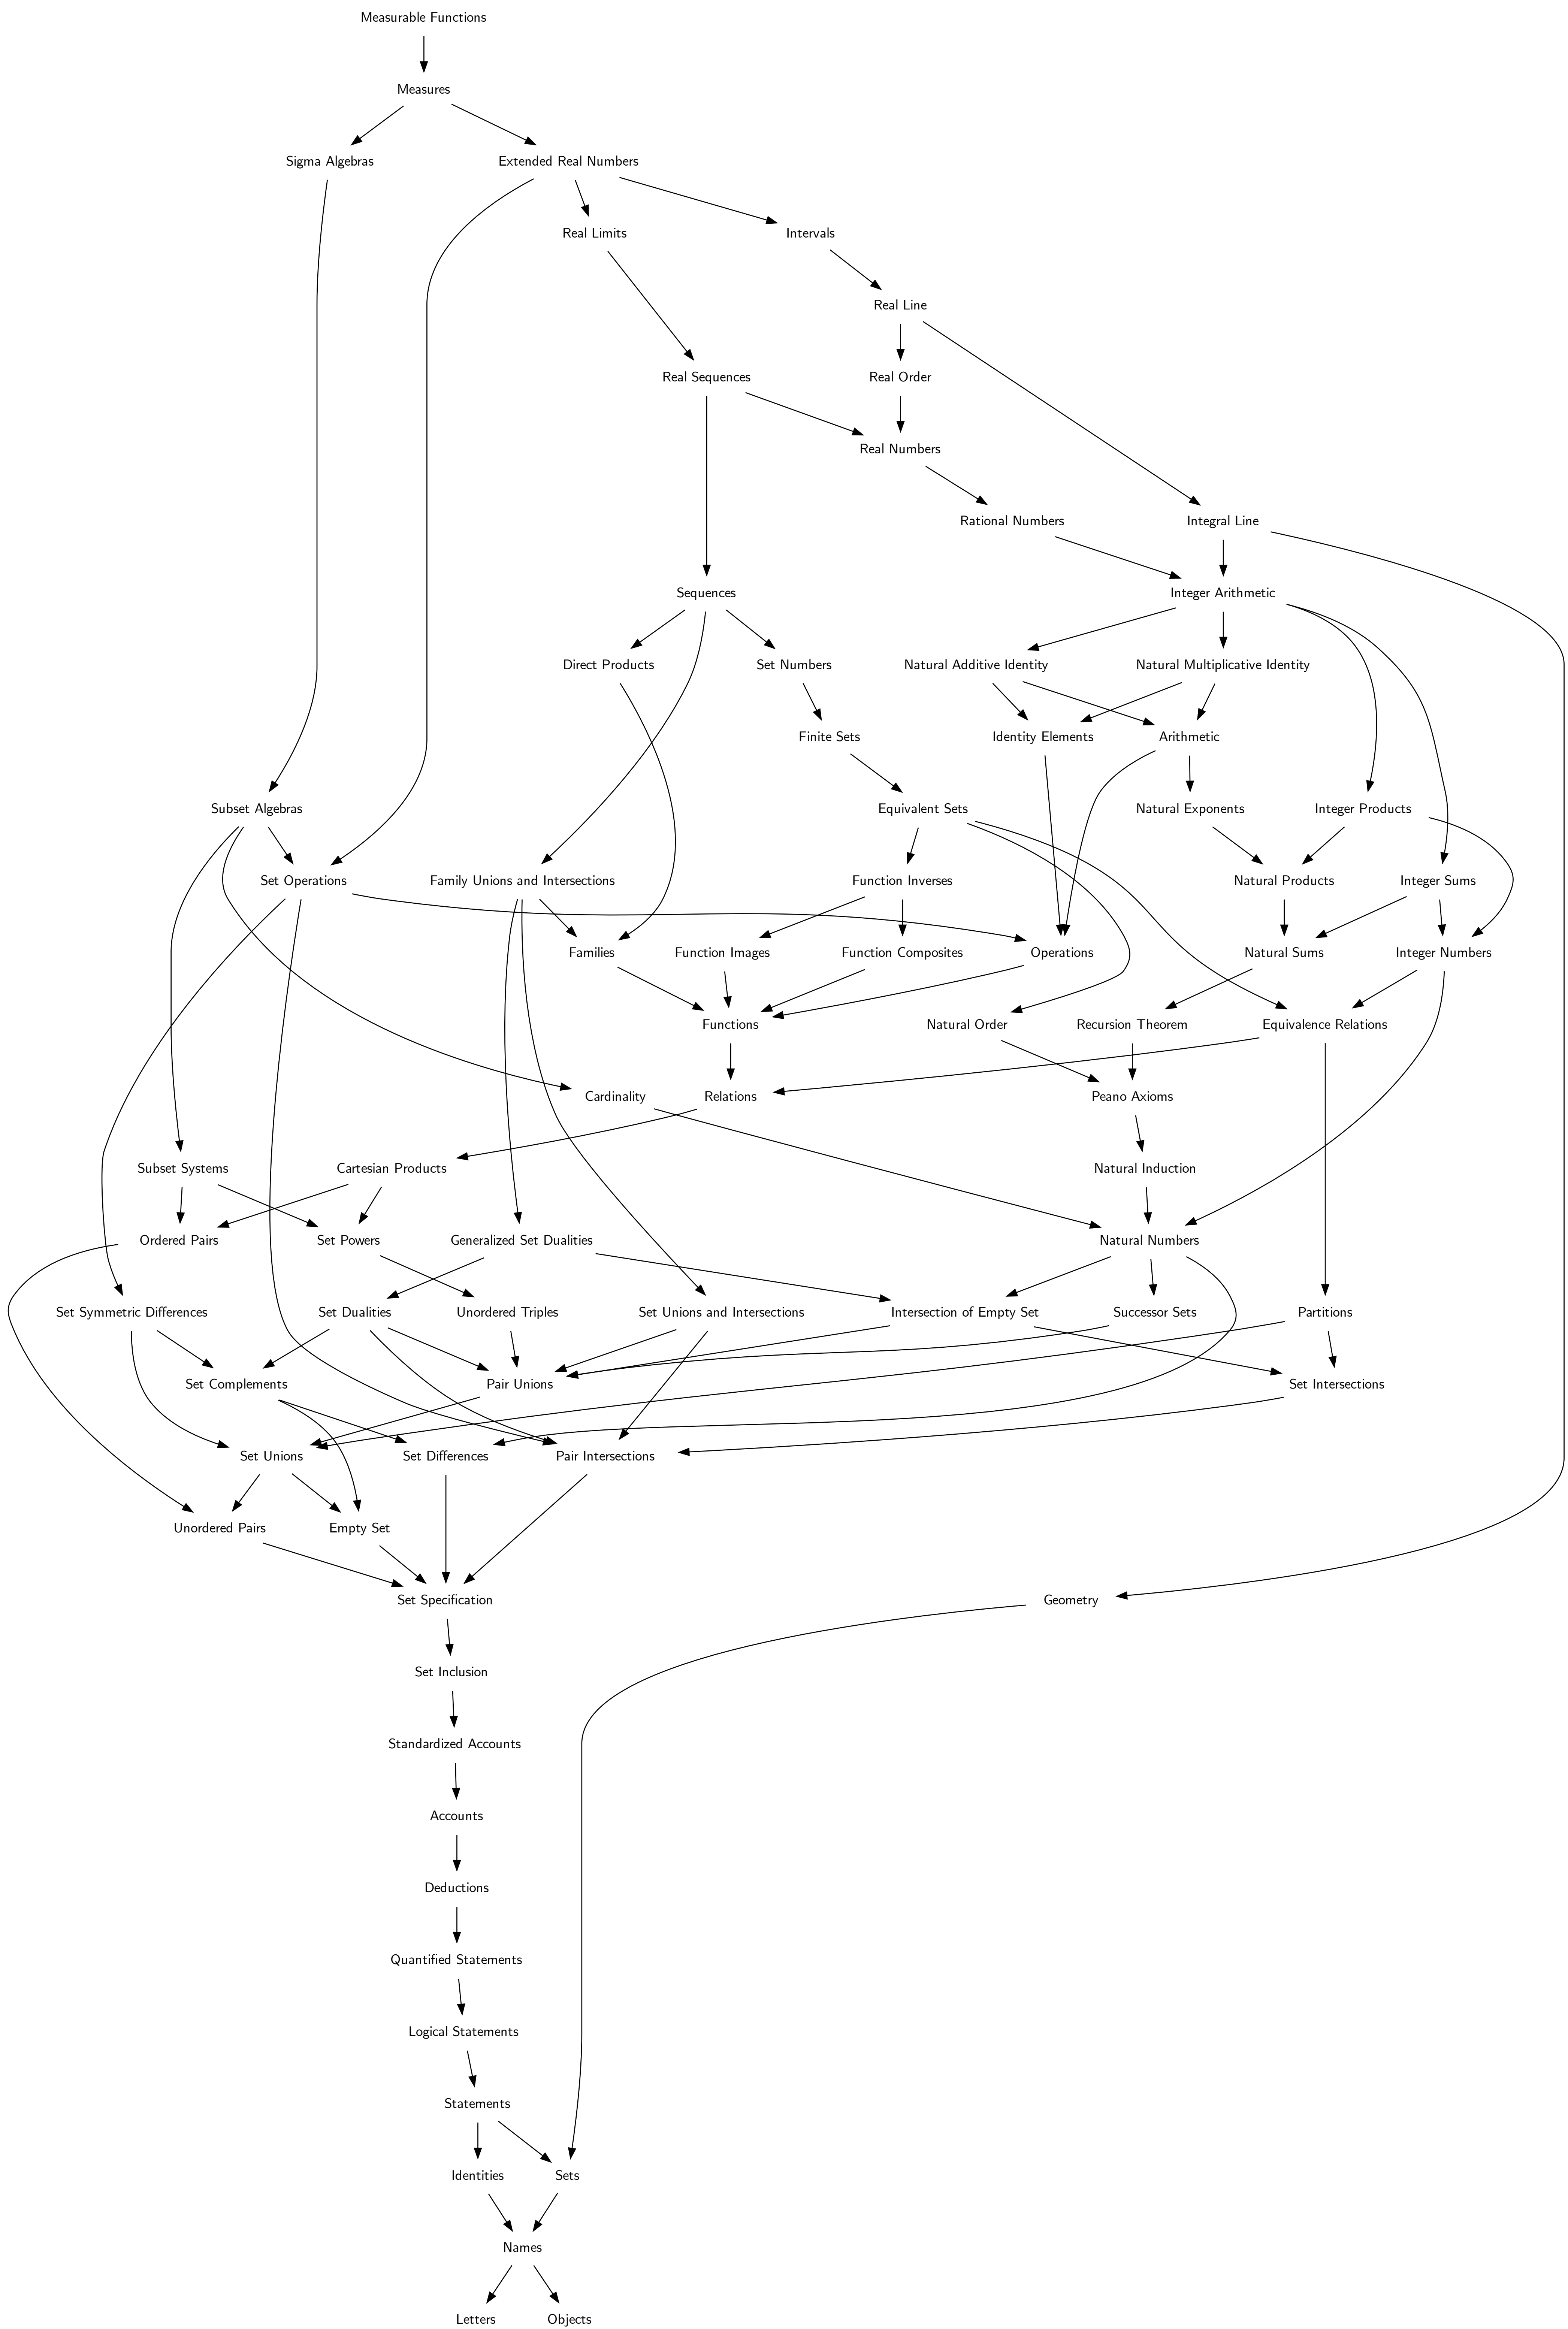 Measurable Functions
Measures
Sigma Algebras
Extended Real Numbers
Real Limits
Intervals
Real Line
Real Sequences
Real Order
Real Numbers
Rational Numbers
Integral Line
Sequences
Integer Arithmetic
Direct Products
Set Numbers
Natural Additive Identity
Natural Multiplicative Identity
Finite Sets
Identity Elements
Arithmetic
Subset Algebras
Equivalent Sets
Natural Exponents
Integer Products
Set Operations
Family Unions and Intersections
Function Inverses
Natural Products
Integer Sums
Families
Function Images
Function Composites
Operations
Natural Sums
Integer Numbers
Functions
Natural Order
Recursion Theorem
Equivalence Relations
Cardinality
Relations
Peano Axioms
Subset Systems
Cartesian Products
Natural Induction
Ordered Pairs
Set Powers
Generalized Set Dualities
Natural Numbers
Set Symmetric Differences
Set Dualities
Unordered Triples
Set Unions and Intersections
Intersection of Empty Set
Successor Sets
Partitions
Set Complements
Pair Unions
Set Intersections
Set Unions
Set Differences
Pair Intersections
Unordered Pairs
Empty Set
Set Specification
Geometry
Set Inclusion
Standardized Accounts
Accounts
Deductions
Quantified Statements
Logical Statements
Statements
Identities
Sets
Names
Letters
Objects